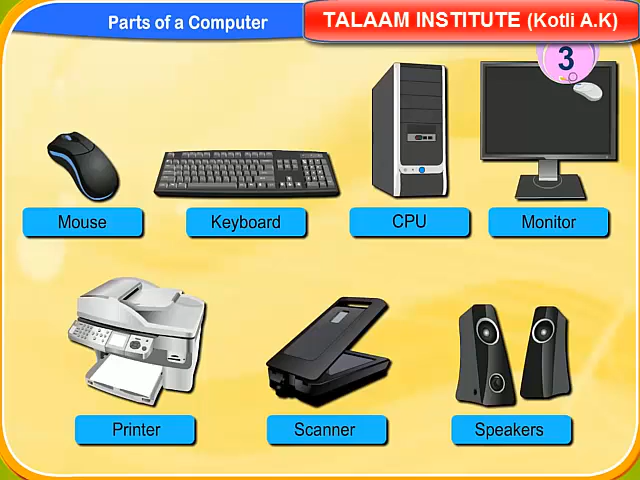 Parts of a Computer
TALAAM INSTITUTE (Kotli A.K)
3
Mouse
Keyboard
CPU
Monitor
Printer
Scanner
Speakers